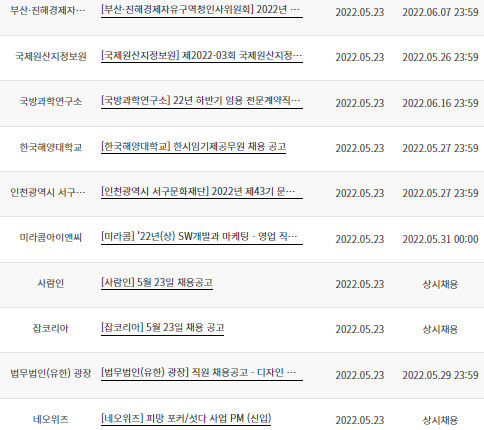 부산·진해경제자··· [부산·진해경제자유구역청인사위원회] 2022년 ··· 2022.05.23 2022.06.07 23:59
국제원산지정보원 [국제원산지정보원] 제2022-03회 국제원산지정··· 2022.05.23 2022.05.26 23:59
국방과학연구소 [국방과학연구소] 22년 하반기 임용 전문계약직··· 2022.05.23 2022.06.16 23:59
한국해양대학교 [한국해양대학교] 한시임기제공무원 채용 공고 2022.05.23 2022.05.27 23:59
인천광역시 서구··· [인천광역시 서구문화재단] 2022년 제43기 문··· 2022.05.23 2022.05.27 23:59
미라콤아이앤씨 [미라콤] '22년(상) SW개발과 마케팅·영업 직··· 2022.05.23 2022.05.31 00:00
사람인 [사람인] 5월 23일 채용공고 2022.05.23 상시채용
잡코리아 [잡코리아] 5월 23일 채용 공고 2022.05.23 상시채용
법무법인(유한) 광장 [법무법인(유한) 광장] 직원 채용공고 - 디자인 ··· 2022.05.23 2022.05.29 23:59
네오위즈 [네오위즈] 피망 포커/섯다 사업 PM (신입) 2022.05.23 상시채용